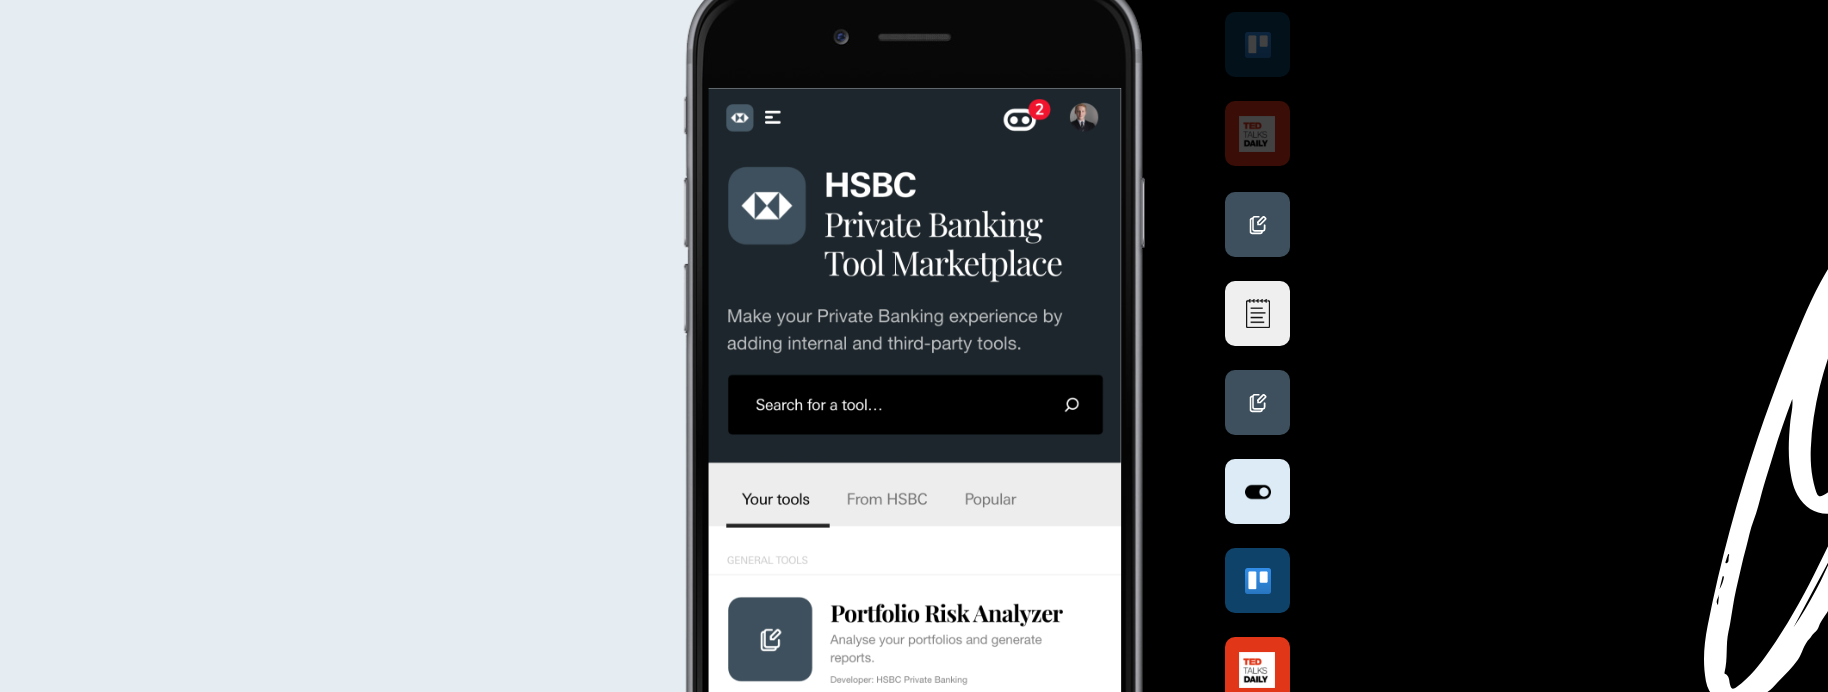 2
HSBC
Private Banking
Tool Marketplace
Make your Private Banking experience by
adding internal and third-party tools.
Search for a tool...
Your tools
From HSBC
Popular
GENERAL TOOLS
Portfolio Risk Analyzer
Analyse your portfolios and generate
reports.
Developer: HSBC Private Banking
TED
TALKS
DAILY
TED
TALKS
DAILY